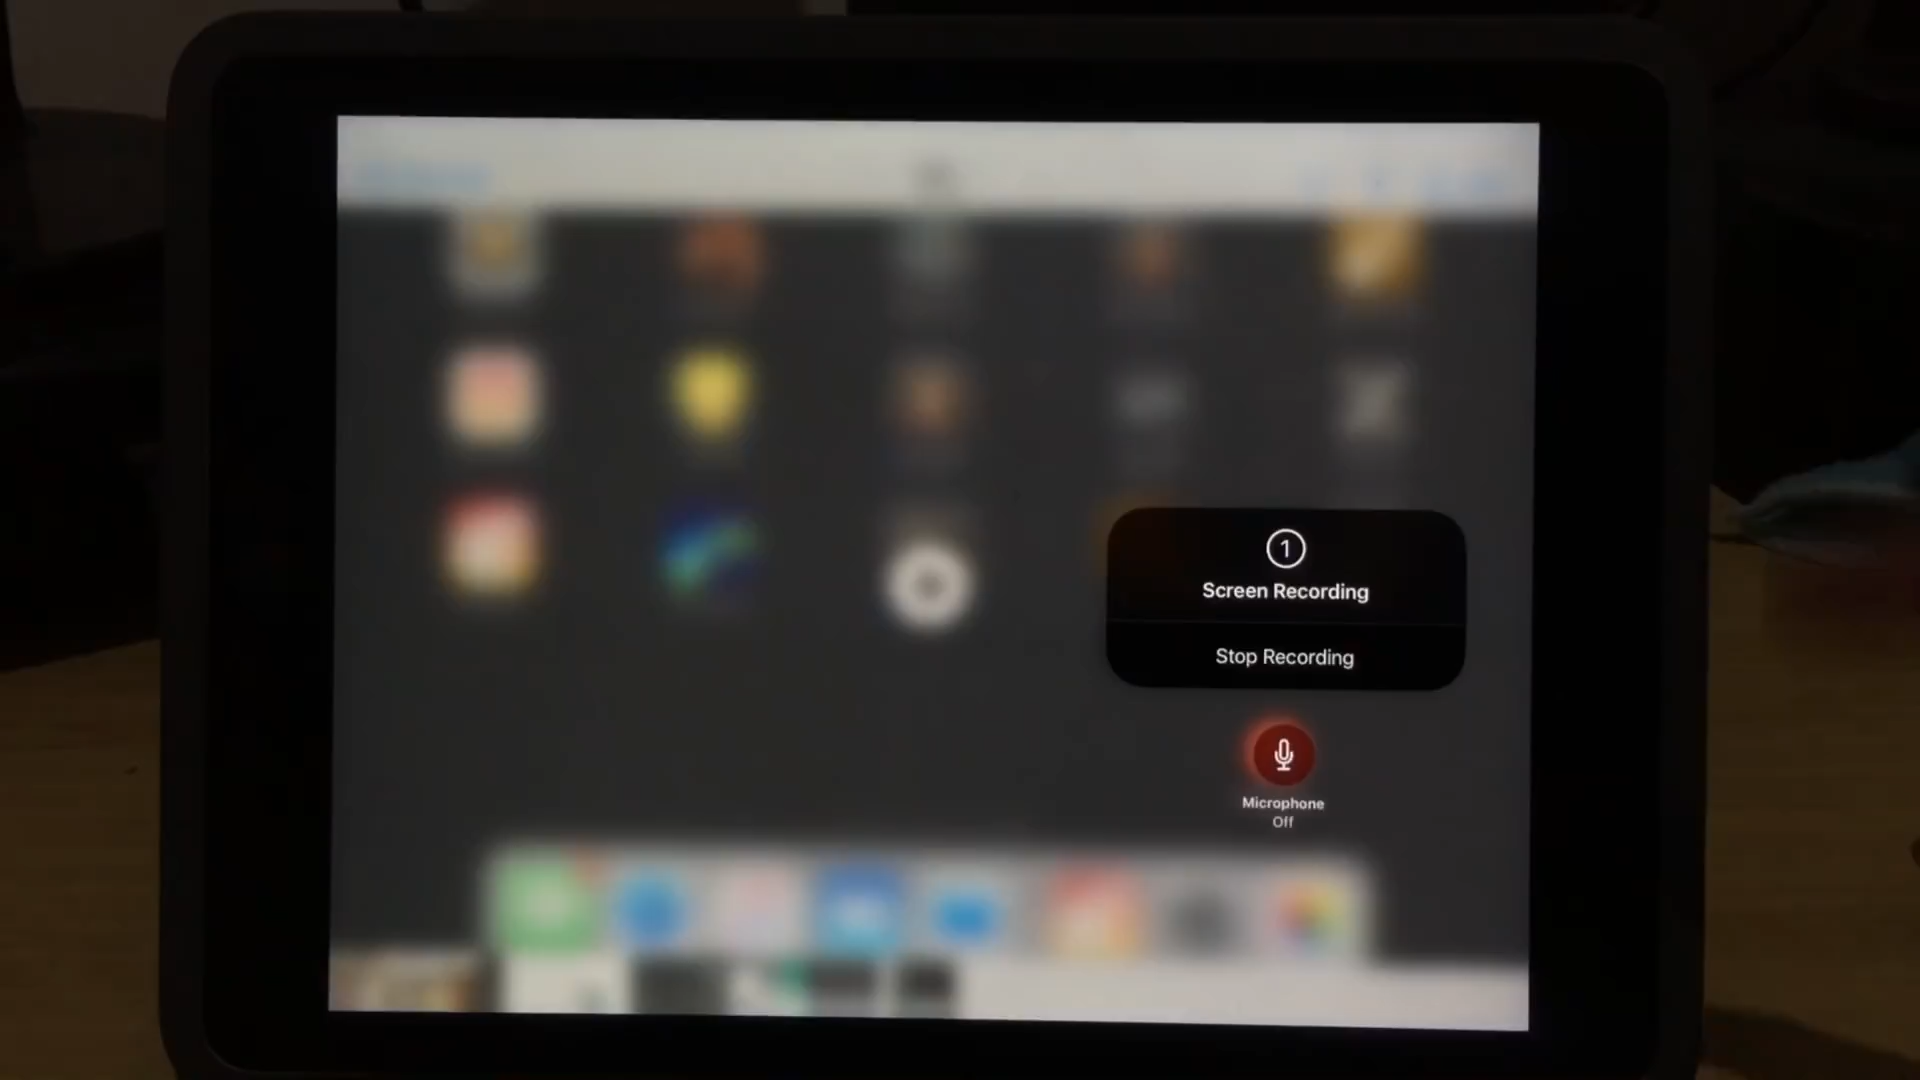 1
Screen Recording
Stop Recording
Microphone
Off